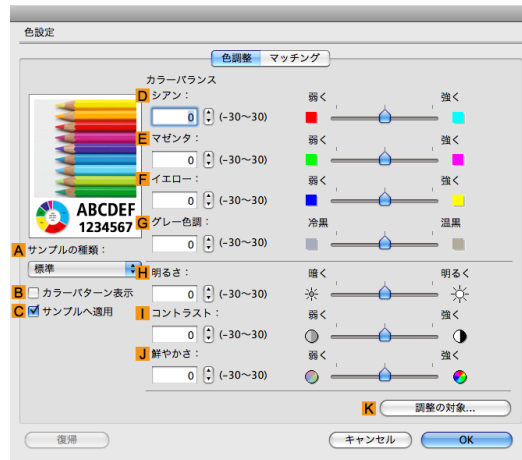 色設定
色調整 マッチング
カラーバランス
D シアン：
弱く 強く
0 (-30～30)
E マゼンタ：
弱く 強く
0 (-30～30)
F イエロー：
弱く 強く
0 (-30～30)
ABCDEF
1234567
G グレー色調：
冷黒 温黒
0 (-30～30)
A サンプルの種類：
標準
H 明るさ：
暗く 明るく
0 (-30～30)
B カラーパターン表示
C サンプルへ適用
I コントラスト：
弱く 強く
0 (-30～30)
J 鮮やかさ：
弱く 強く
0 (-30～30)
K 調整の対象...
復帰 キャンセル OK